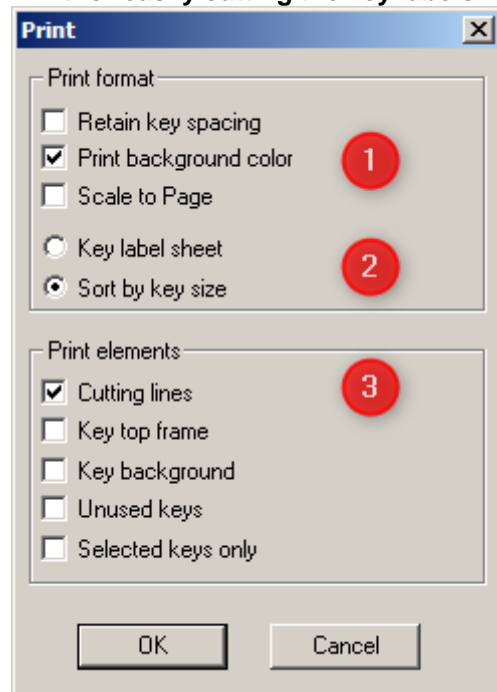 Print
Print format
Retain key spacing
Print background color
1
Scale to Page
Key label sheet
2
Sort by key size
Print elements
3
Cutting lines
Key top frame
Key background
Unused keys
Selected keys only
OK Cancel